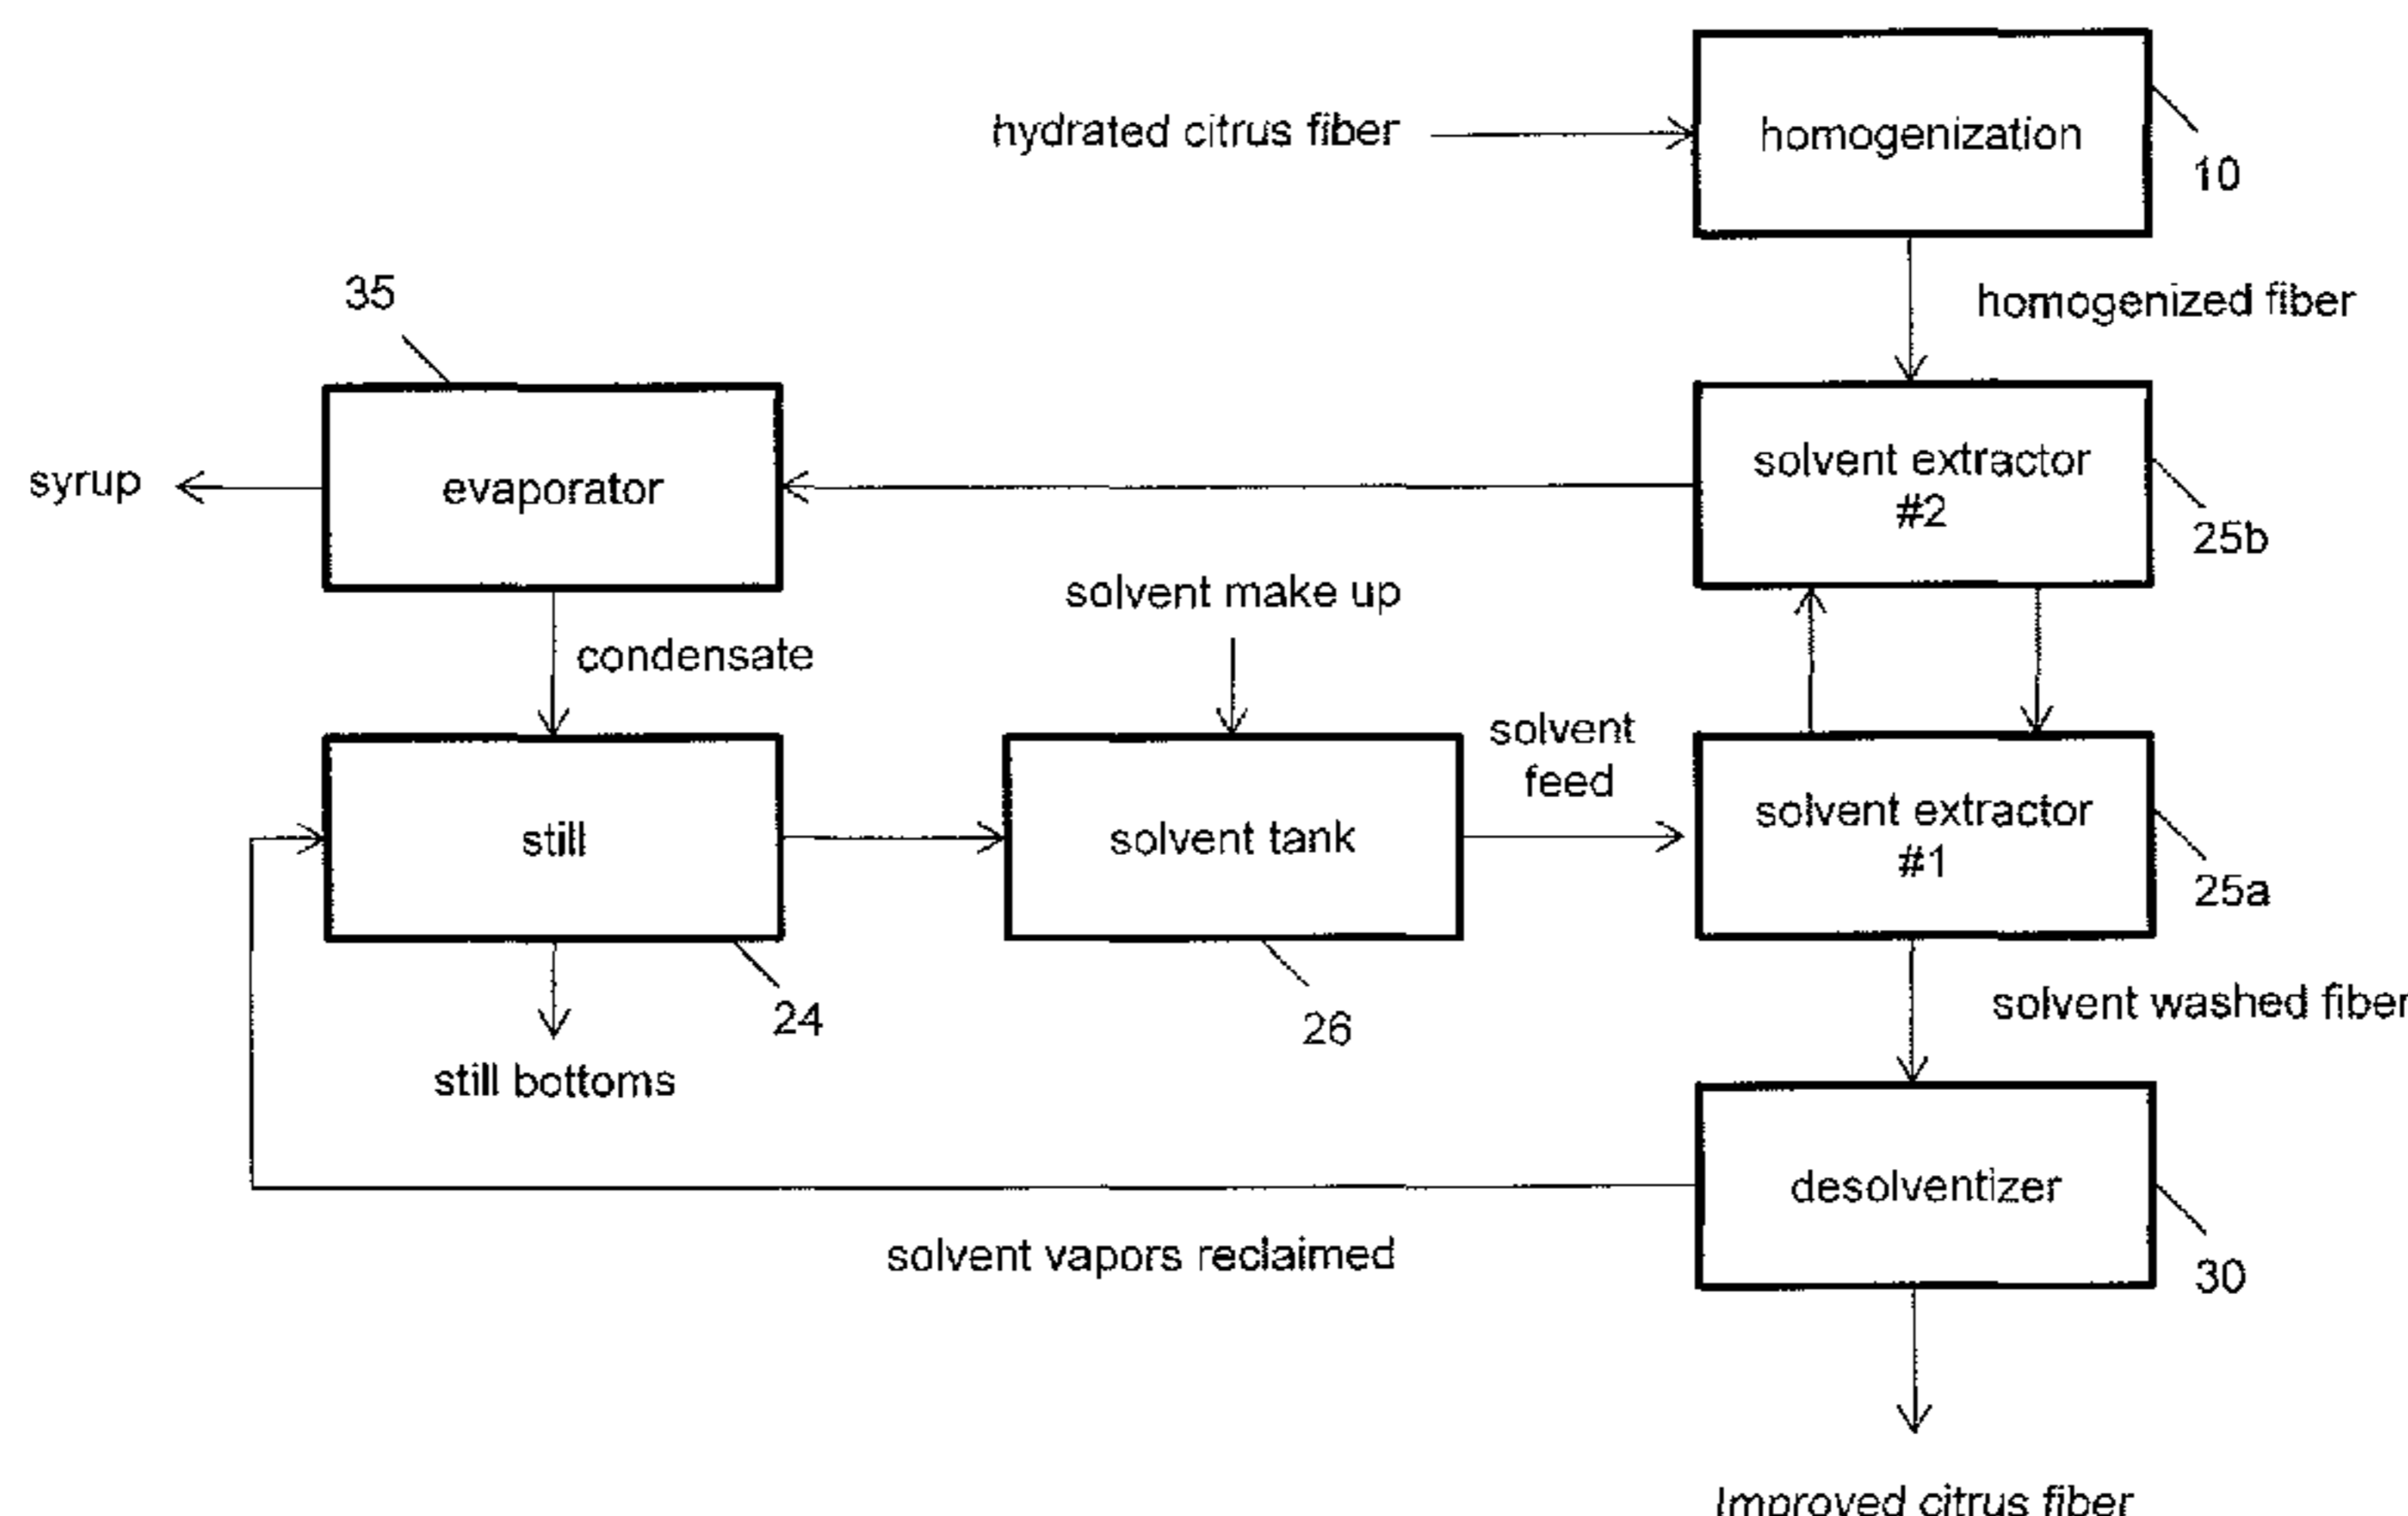 hydrated citrus fiber
homogenization
10
homogenized fiber
35
syrup
evaporator
solvent extractor
#2
25b
solvent make up
condensate
solvent
feed
still
solvent tank
solvent extractor
#1
25a
24
26
solvent washed fiber
still bottoms
desolventizer
solvent vapors reclaimed
30
Improved citrus fiber